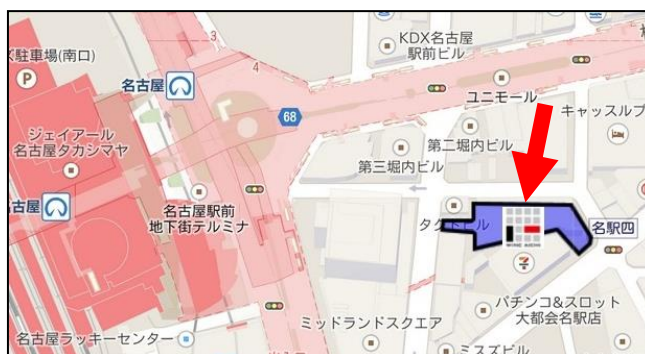 3
4
KDX名古屋
駅前ビル
駐車場(南口)
P
名古屋
68
ユニモール
キャッスルプ
ジェイアール
名古屋タカシマヤ
第二堀内ビル
第三堀内ビル
名古屋
名古屋駅前
地下街テルミナ
名駅四
パチンコ&スロット
大都会名駅店
ミッドランドスクエア
名古屋ラッキーセンター
ミスズビル